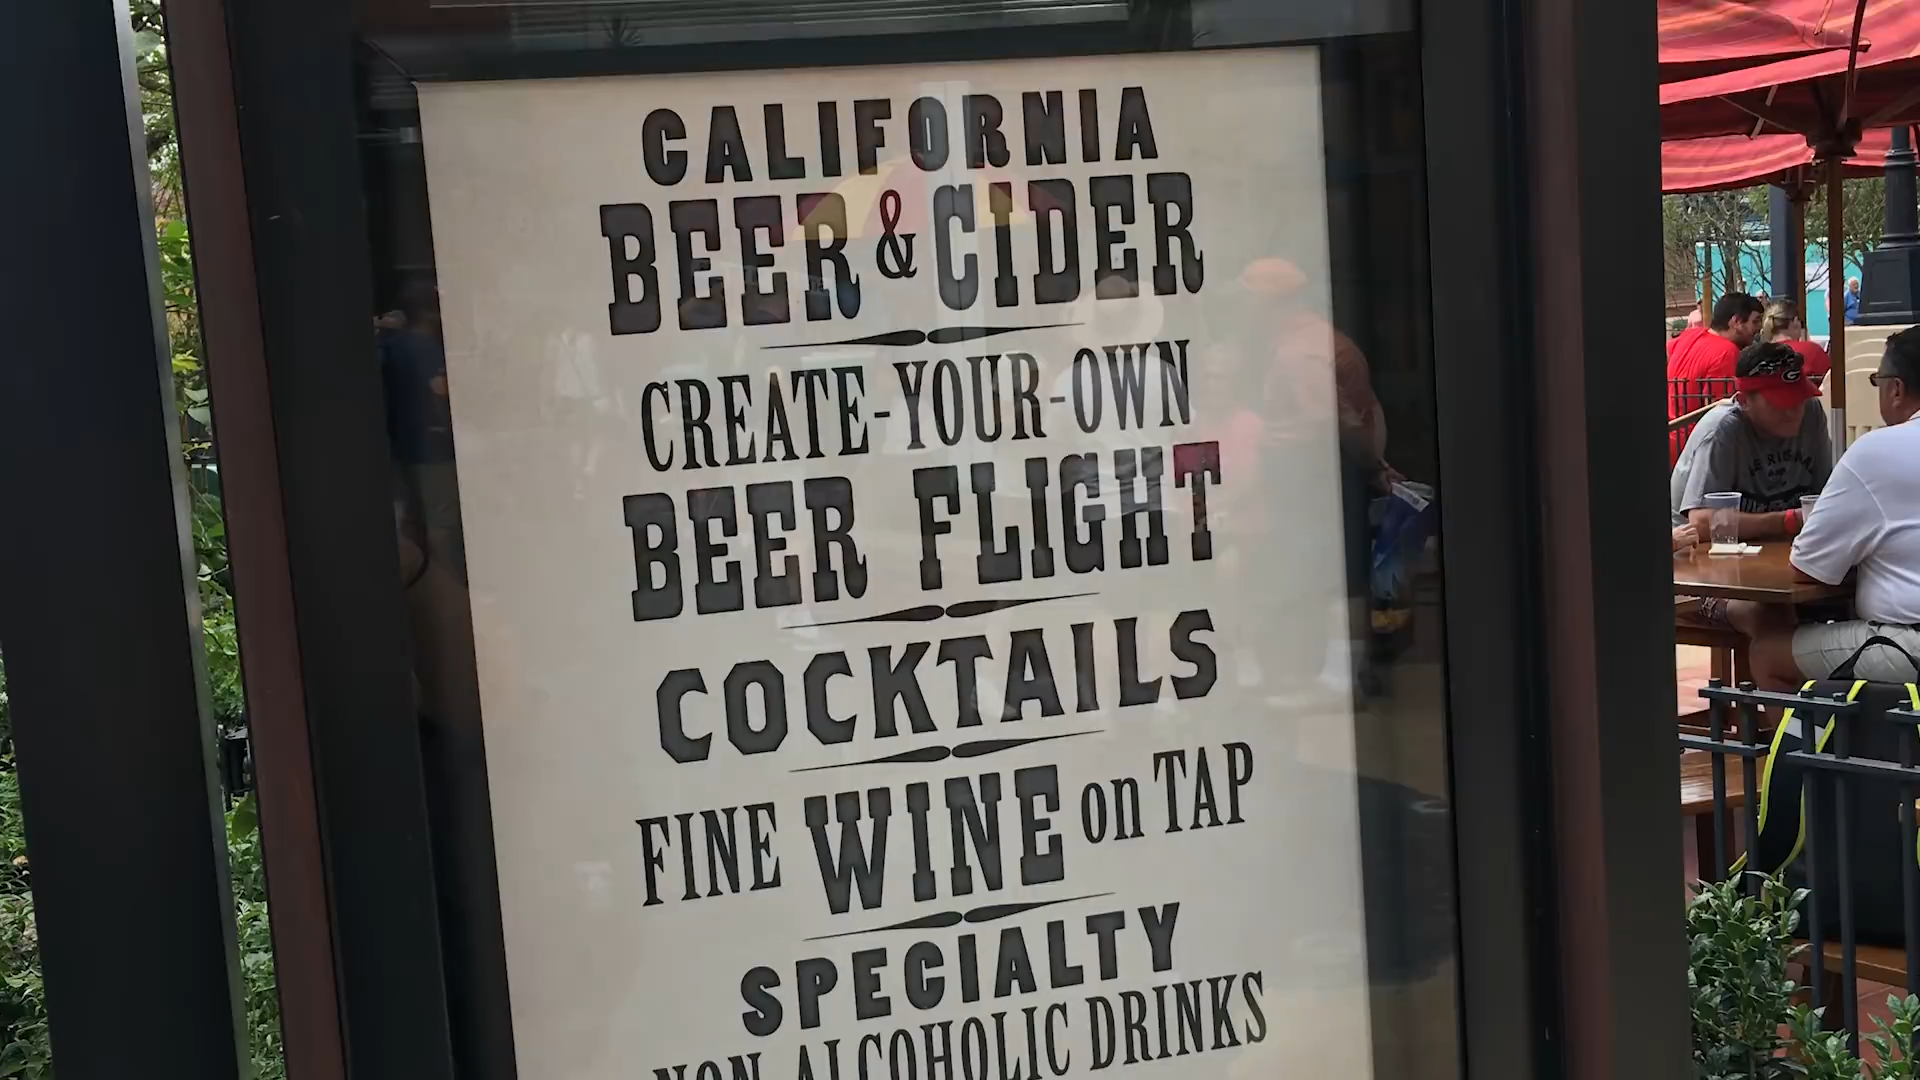 CALIFORNIA
BEER & CIDER
CREATE-YOUR-OWN
BEER FLIGHT
COCKTAILS
FINE WINE on TAP
SPECIALTY
NON-ALCOHOLIC DRINKS
G